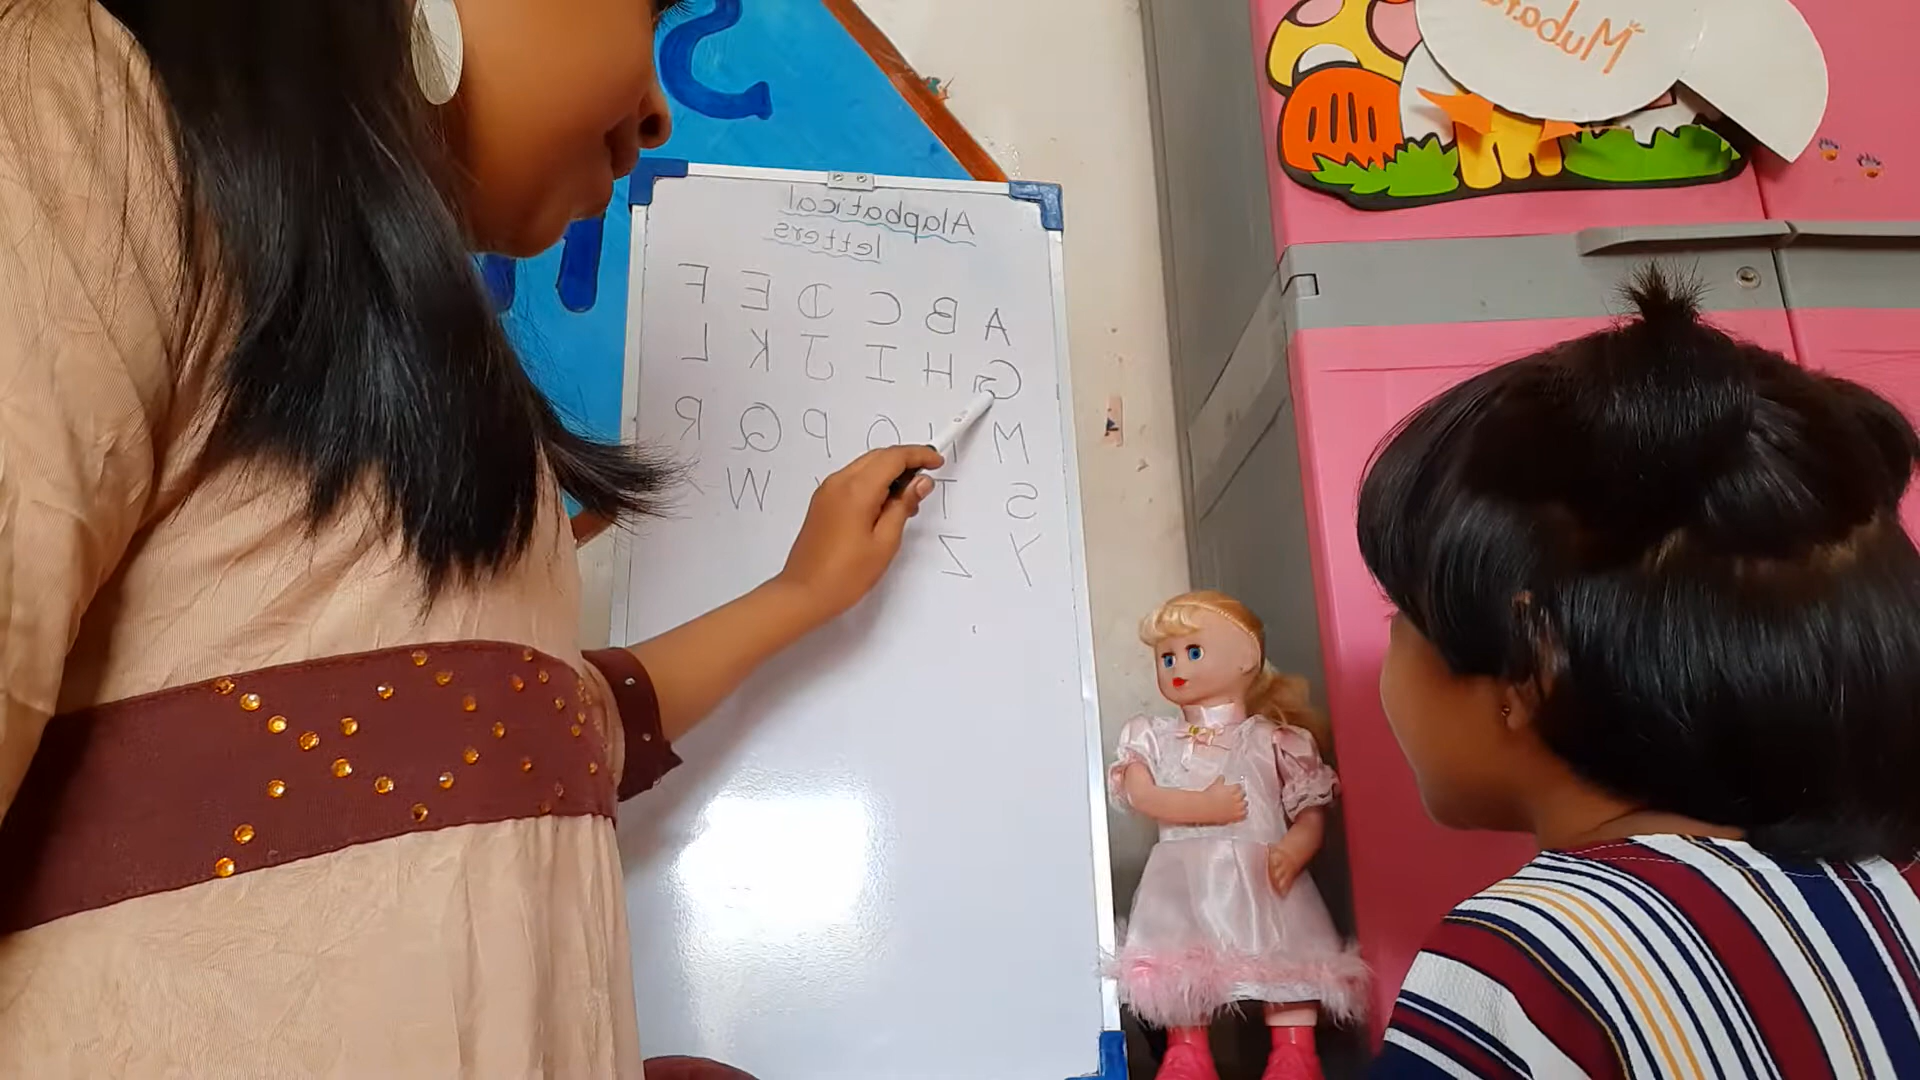 Alapbatical
letters
A B C D E F
G H I J K L
M O P Q R
S T W
Y Z